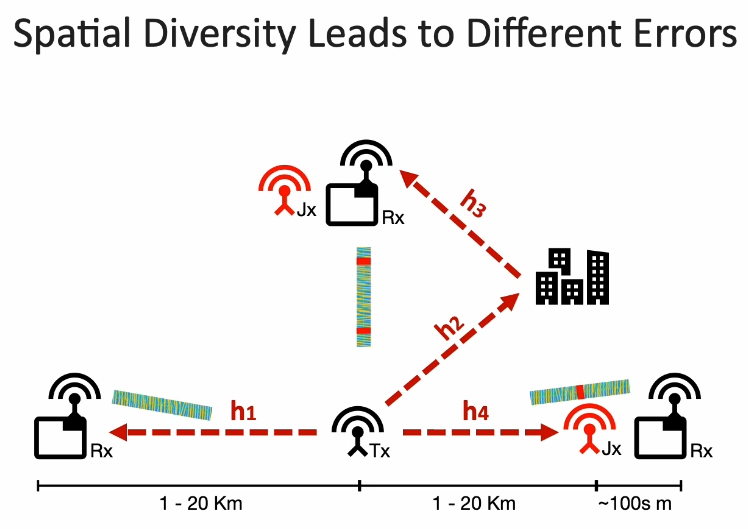 Spatial Diversity Leads to Different Errors
Jx
Rx
h3
h2
h1
h4
Rx
Tx
Jx
Rx
1 - 20 Km
1 - 20 Km
~100s m